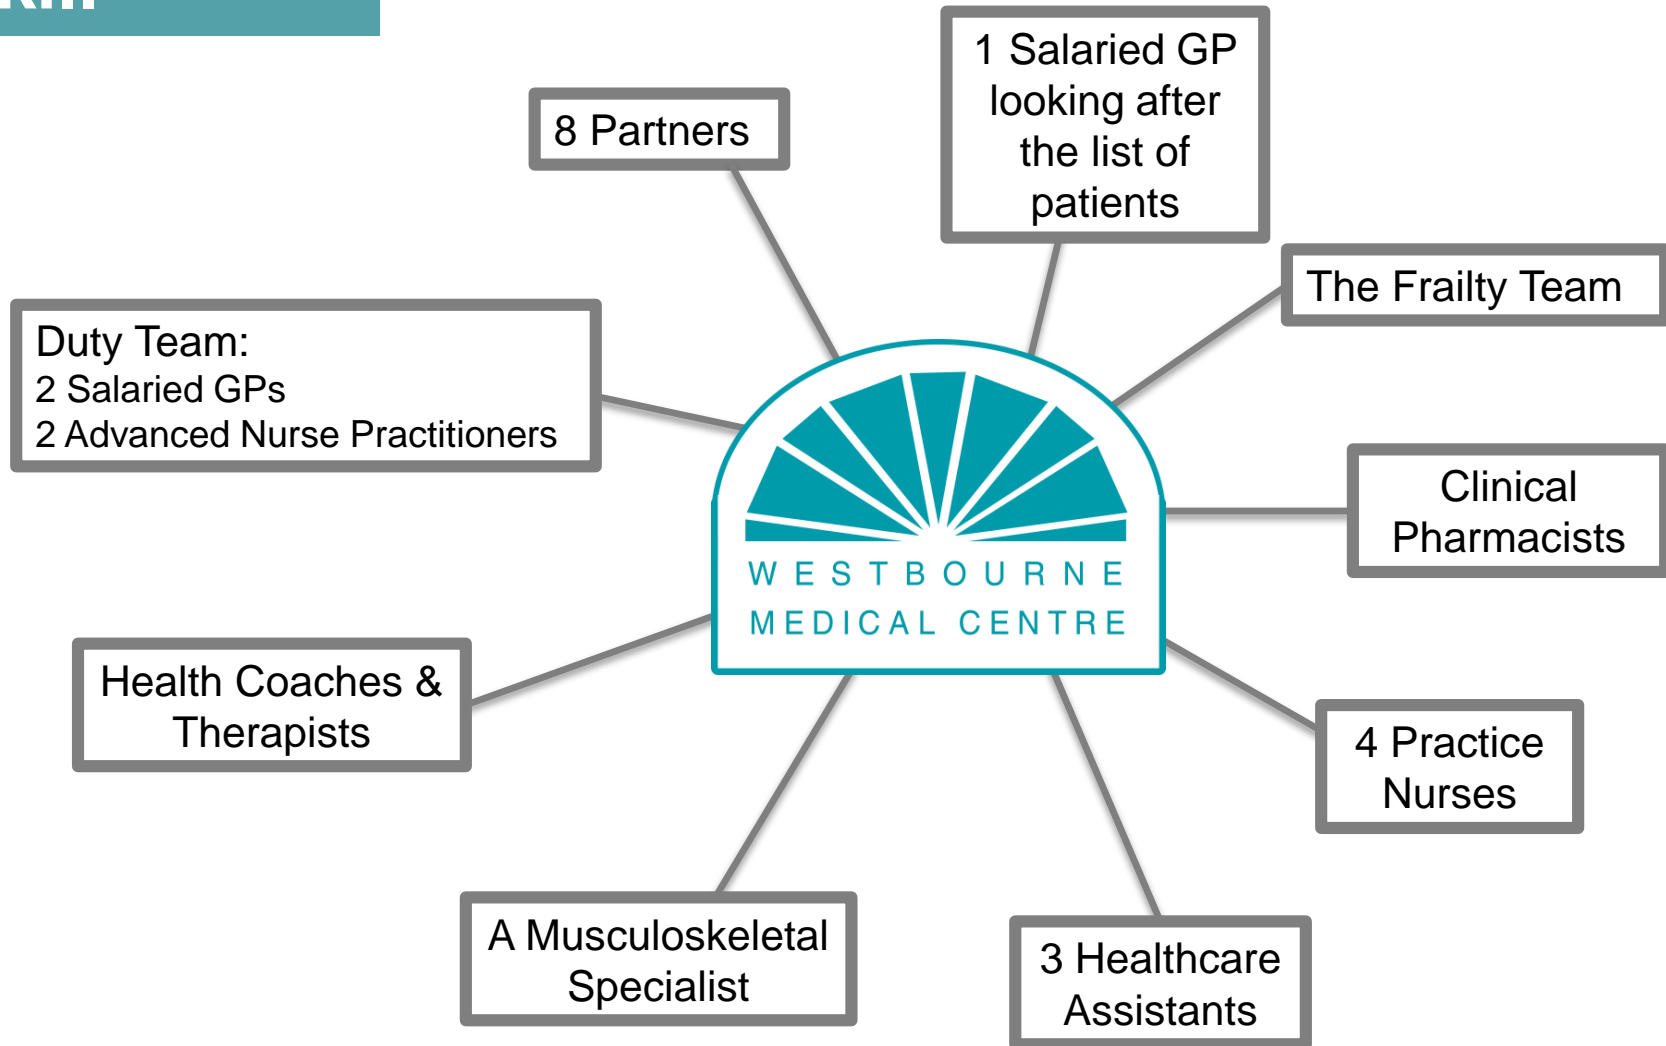 8 Partners
1 Salaried GP
looking after
the list of
patients
The Frailty Team
Duty Team:
2 Salaried GPs
2 Advanced Nurse Practitioners
Clinical
Pharmacists
WESTBOURNE
MEDICAL CENTRE
Health Coaches &
Therapists
4 Practice
Nurses
A Musculoskeletal
Specialist
3 Healthcare
Assistants